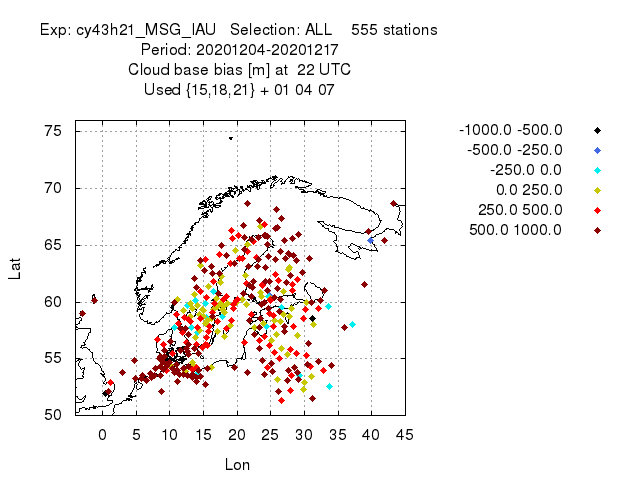 Exp: cy43h21_MSG_IAU Selection: ALL 555 stations
Period: 20201204-20201217
Cloud base bias [m] at 22 UTC
Used {15,18,21} + 01 04 07
-1000.0 -500.0
-500.0 -250.0
-250.0 0.0
0.0 250.0
250.0 500.0
500.0 1000.0
75
70
65
60
55
50
Lat
0 5 10 15 20 25 30 35 40 45
Lon